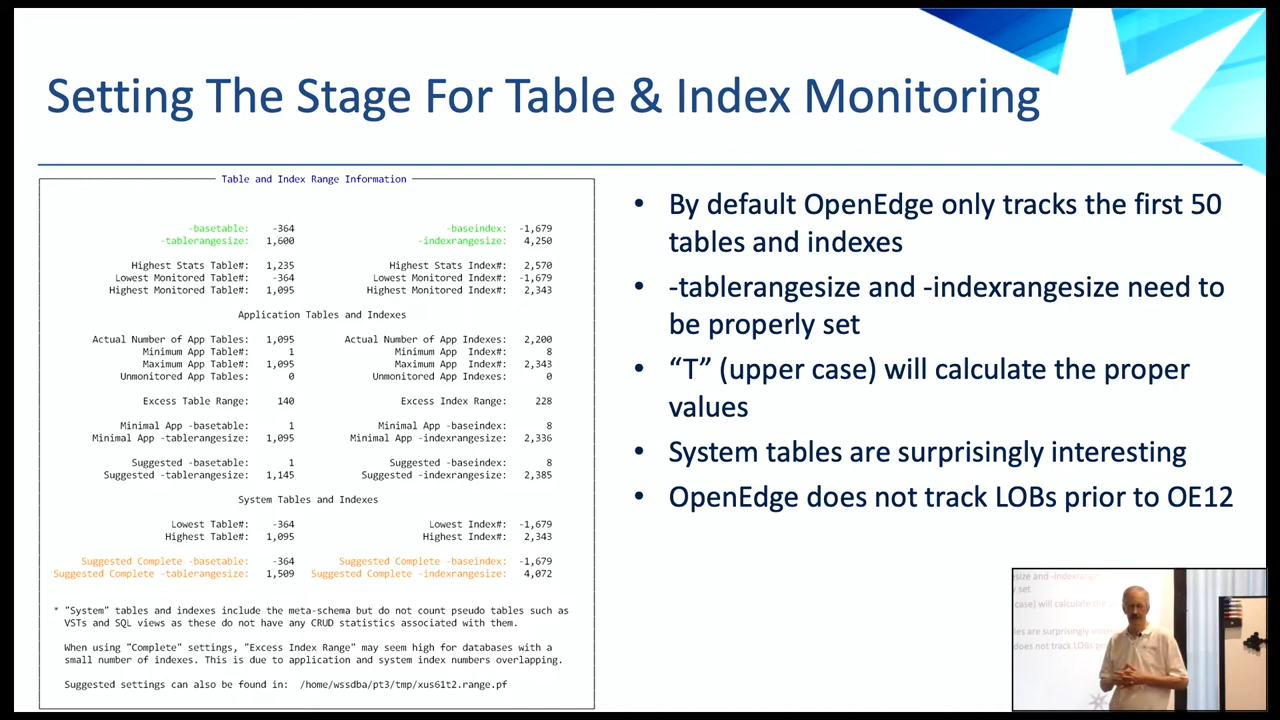 Setting The Stage For Table & Index Monitoring
Table and Index Range Information
-basetable: -364 -baseindex: -1,679
-tablerangesize: 1,600 -indexrangesize: 4,250
Highest Stats Table#: 1,235 Highest Stats Index#: 2,570
Lowest Monitored Table#: -364 Lowest Monitored Index#: -1,679
Highest Monitored Table#: 1,095 Highest Monitored Index#: 2,343
Application Tables and Indexes
Actual Number of App Tables: 1,095 Actual Number of App Indexes: 2,200
Minimum App Table#: 1 Minimum App Index#: 8
Maximum App Table#: 1,095 Maximum App Index#: 2,343
Unmonitored App Tables: 0 Unmonitored App Indexes: 0
Excess Table Range: 140 Excess Index Range: 228
Minimal App -basetable: 1 Minimal App -baseindex: 8
Minimal App -tablerangesize: 1,095 Minimal App -indexrangesize: 2,336
Suggested -basetable: 1 Suggested -baseindex: 8
Suggested -tablerangesize: 1,145 Suggested -indexrangesize: 2,385
System Tables and Indexes
Lowest Table#: -364 Lowest Index#: -1,679
Highest Table#: 1,095 Highest Index#: 2,343
Suggested Complete -basetable: -364 Suggested Complete -baseindex: -1,679
Suggested Complete -tablerangesize: 1,509 Suggested Complete -indexrangesize: 4,072
* "System" tables and indexes include the meta-schema but do not count pseudo tables such as
VSTs and SQL views as these do not have any CRUD statistics associated with them.
When using "Complete" settings, "Excess Index Range" may seem high for databases with a
small number of indexes. This is due to application and system index numbers overlapping.
Suggested settings can also be found in: /home/wssdba/pt3/tmp/xus61t2.range.pf
• By default OpenEdge only tracks the first 50
tables and indexes
• -tablerangesize and -indexrangesize need to
be properly set
• “T” (upper case) will calculate the proper
values
• System tables are surprisingly interesting
• OpenEdge does not track LOBs prior to OE12